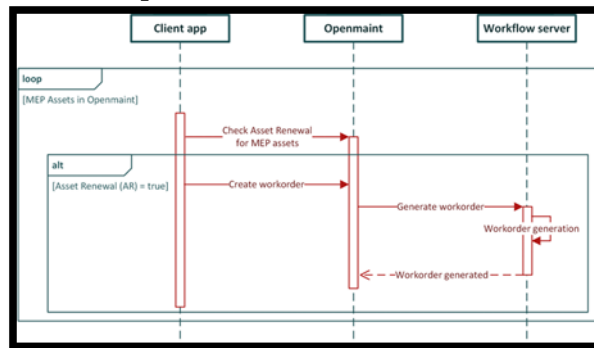 Client app
Openmaint
Workflow server
loop
[MEP Assets in Openmaint]
Check Asset Renewal
for MEP assets
alt
[Asset Renewal (AR) = true]
Create workorder
Generate workorder
Workorder generation
Workorder generated